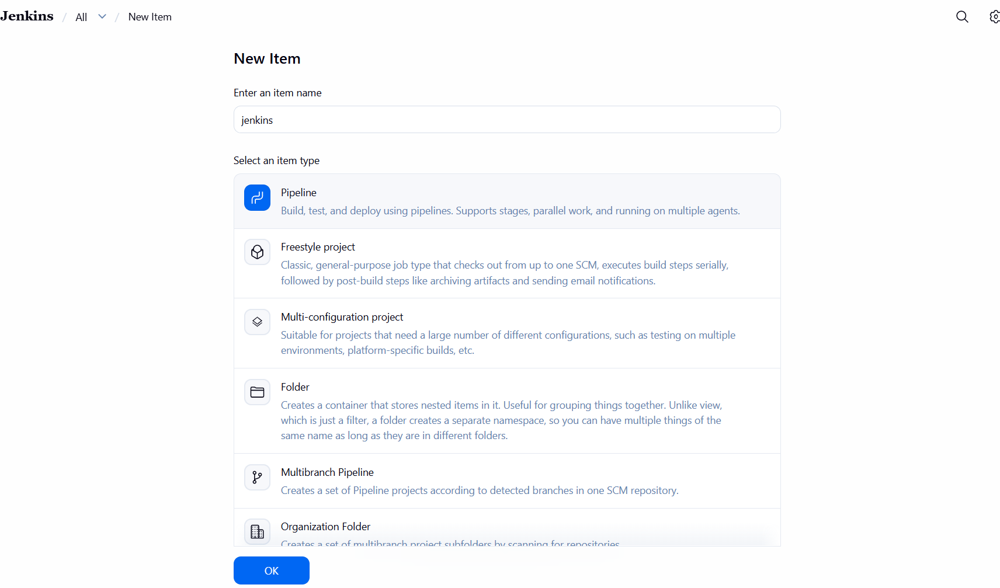 Jenkins / All / New Item
New Item
Enter an item name
jenkins
Select an item type
Pipeline
Build, test, and deploy using pipelines. Supports stages, parallel work, and running on multiple agents.
Freestyle project
Classic, general-purpose job type that checks out from up to one SCM, executes build steps serially,
followed by post-build steps like archiving artifacts and sending email notifications.
Multi-configuration project
Suitable for projects that need a large number of different configurations, such as testing on multiple
environments, platform-specific builds, etc.
Folder
Creates a container that stores nested items in it. Useful for grouping things together. Unlike view,
which is just a filter, a folder creates a separate namespace, so you can have multiple things of the
same name as long as they are in different folders.
Multibranch Pipeline
Creates a set of Pipeline projects according to detected branches in one SCM repository.
Organization Folder
Creates a set of multibranch project subfolders by scanning for repositories.
OK